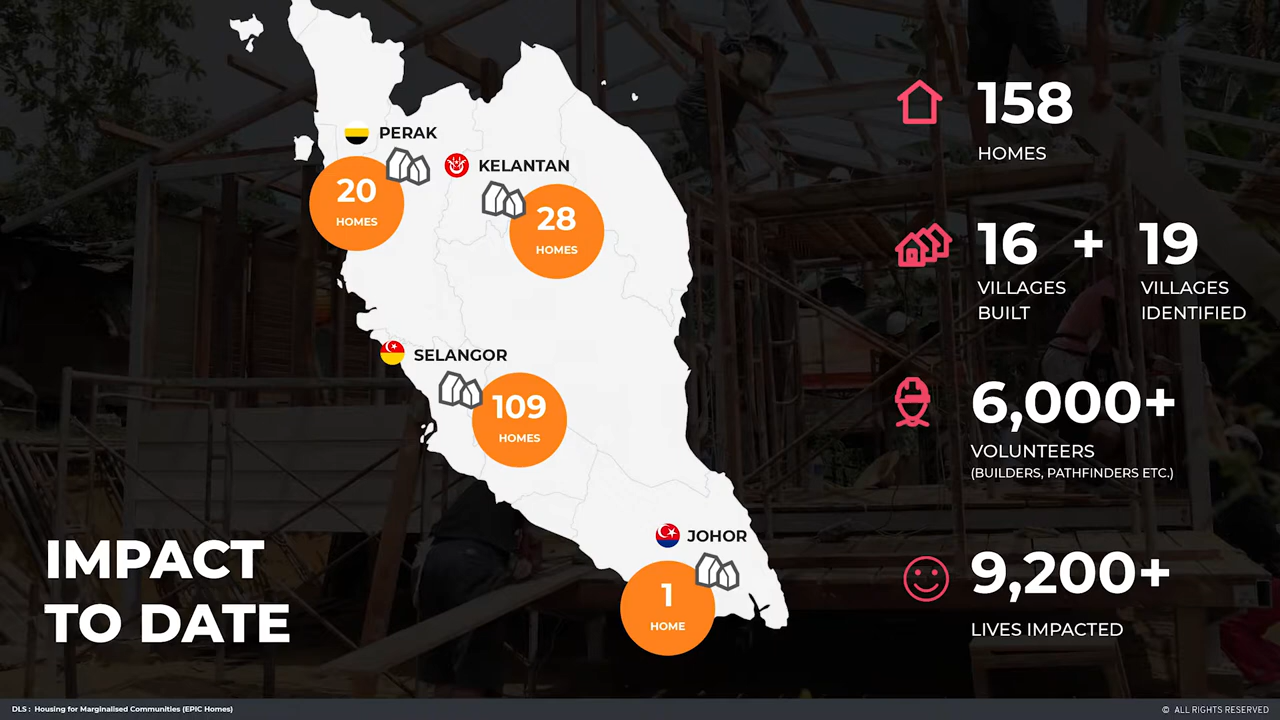 PERAK
20
HOMES
KELANTAN
28
HOMES
SELANGOR
109
HOMES
JOHOR
1
HOME
IMPACT
TO DATE
158
HOMES
16 + 19
VILLAGES BUILT
VILLAGES IDENTIFIED
6,000+
VOLUNTEERS
(BUILDERS, PATHFINDERS ETC.)
9,200+
LIVES IMPACTED
DLS : Housing for Marginalised Communities (EPIC Homes)
© ALL RIGHTS RESERVED